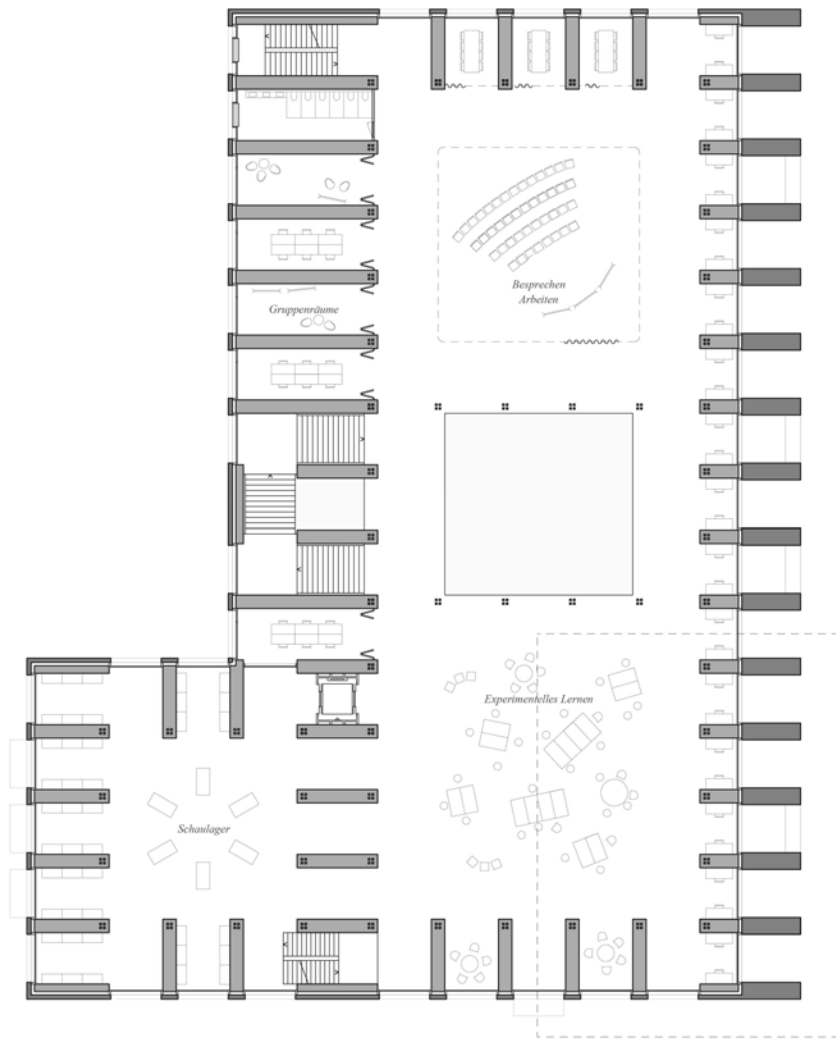 Besprechen
Arbeiten
Gruppenräume
Experimentelles Lernen
Schaulager